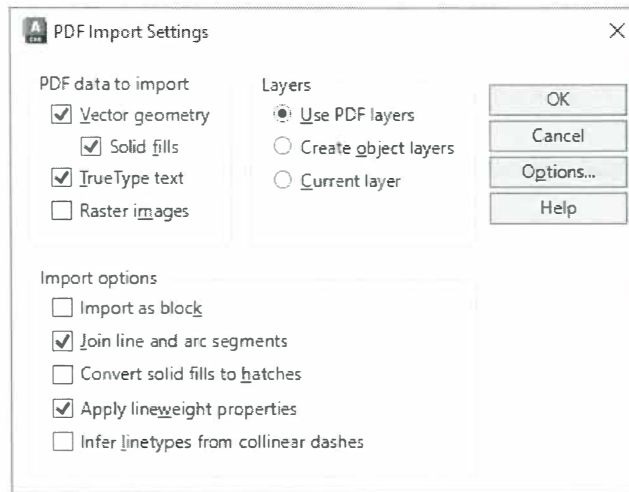 PDF Import Settings
PDF data to import
Vector geometry
Solid fills
TrueType text
Raster images
Layers
Use PDF layers
Create object layers
Current layer
OK
Cancel
Options...
Help
Import options
Import as block
Join line and arc segments
Convert solid fills to hatches
Apply lineweight properties
Infer linetypes from collinear dashes